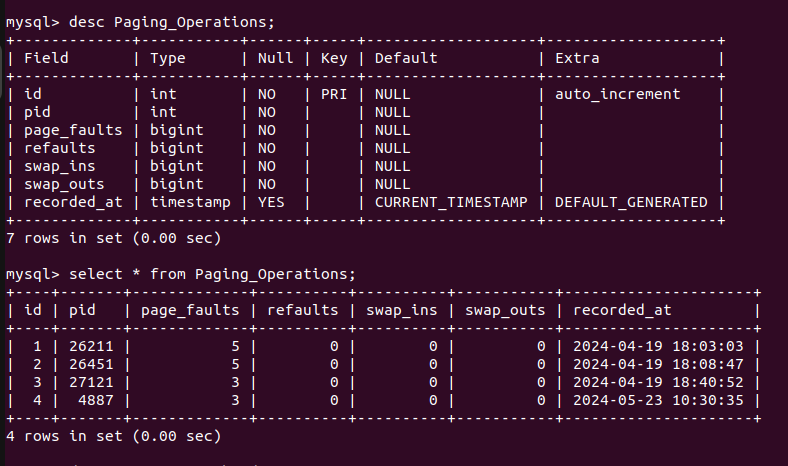 mysql> desc Paging_Operations;
+-------------+-----------+------+-----+-------------------+-------------------+
| Field       | Type      | Null | Key | Default           | Extra             |
+-------------+-----------+------+-----+-------------------+-------------------+
| id          | int       | NO   | PRI | NULL              | auto_increment    |
| pid         | int       | NO   |     | NULL              |                   |
| page_faults | bigint    | NO   |     | NULL              |                   |
| refaults    | bigint    | NO   |     | NULL              |                   |
| swap_ins    | bigint    | NO   |     | NULL              |                   |
| swap_outs   | bigint    | NO   |     | NULL              |                   |
| recorded_at | timestamp | YES  |     | CURRENT_TIMESTAMP | DEFAULT_GENERATED |
+-------------+-----------+------+-----+-------------------+-------------------+
7 rows in set (0.00 sec)
mysql> select * from Paging_Operations;
+----+-------+-------------+----------+----------+-----------+---------------------+
| id | pid   | page_faults | refaults | swap_ins | swap_outs | recorded_at         |
+----+-------+-------------+----------+----------+-----------+---------------------+
|  1 | 26211 |           5 |        0 |        0 |         0 | 2024-04-19 18:03:03 |
|  2 | 26451 |           5 |        0 |        0 |         0 | 2024-04-19 18:08:47 |
|  3 | 27121 |           3 |        0 |        0 |         0 | 2024-04-19 18:40:52 |
|  4 |  4887 |           3 |        0 |        0 |         0 | 2024-05-23 10:30:35 |
+----+-------+-------------+----------+----------+-----------+---------------------+
4 rows in set (0.00 sec)